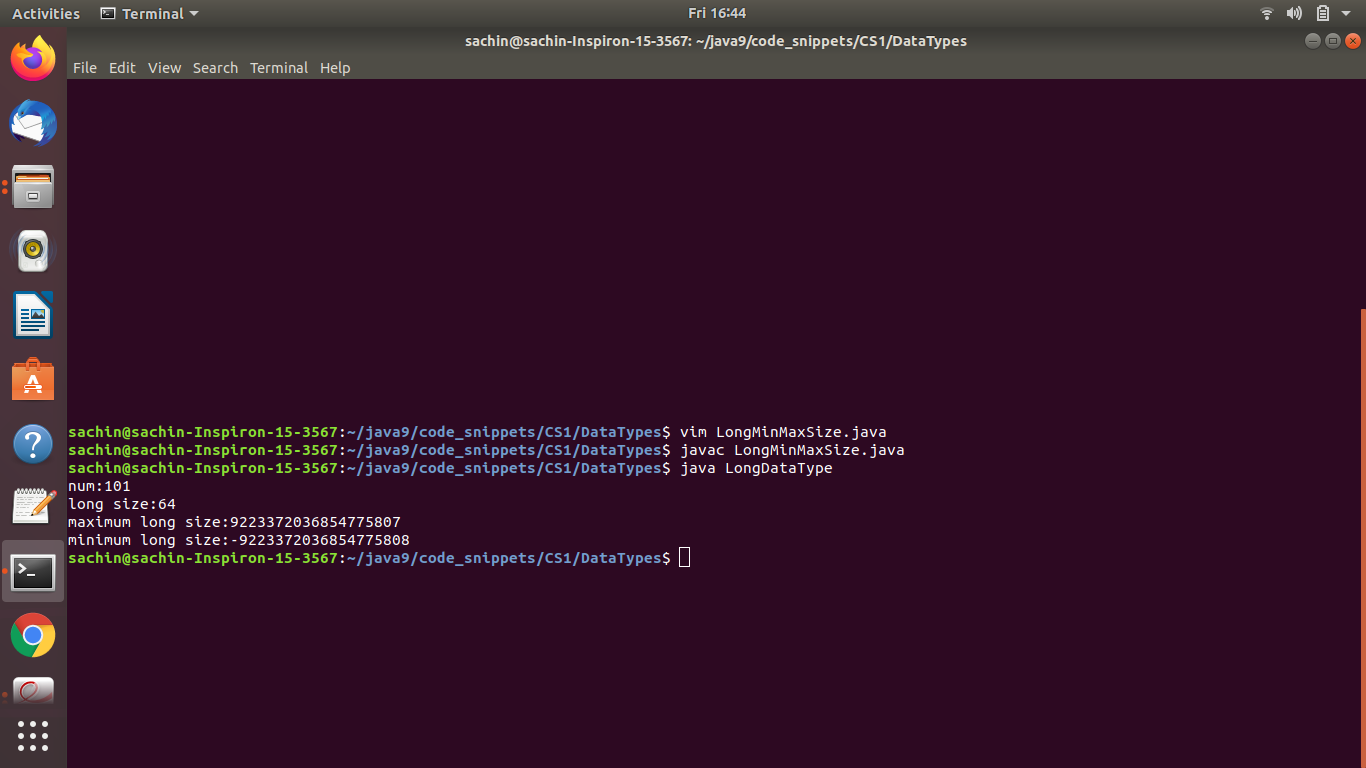 Activities Terminal Fri 16:44
sachin@sachin-Inspiron-15-3567: ~/java9/code_snippets/CS1/DataTypes
File Edit View Search Terminal Help
sachin@sachin-Inspiron-15-3567:~/java9/code_snippets/CS1/DataTypes$ vim LongMinMaxSize.java
sachin@sachin-Inspiron-15-3567:~/java9/code_snippets/CS1/DataTypes$ javac LongMinMaxSize.java
sachin@sachin-Inspiron-15-3567:~/java9/code_snippets/CS1/DataTypes$ java LongDataType
num:101
long size:64
maximum long size:9223372036854775807
minimum long size:-9223372036854775808
sachin@sachin-Inspiron-15-3567:~/java9/code_snippets/CS1/DataTypes$